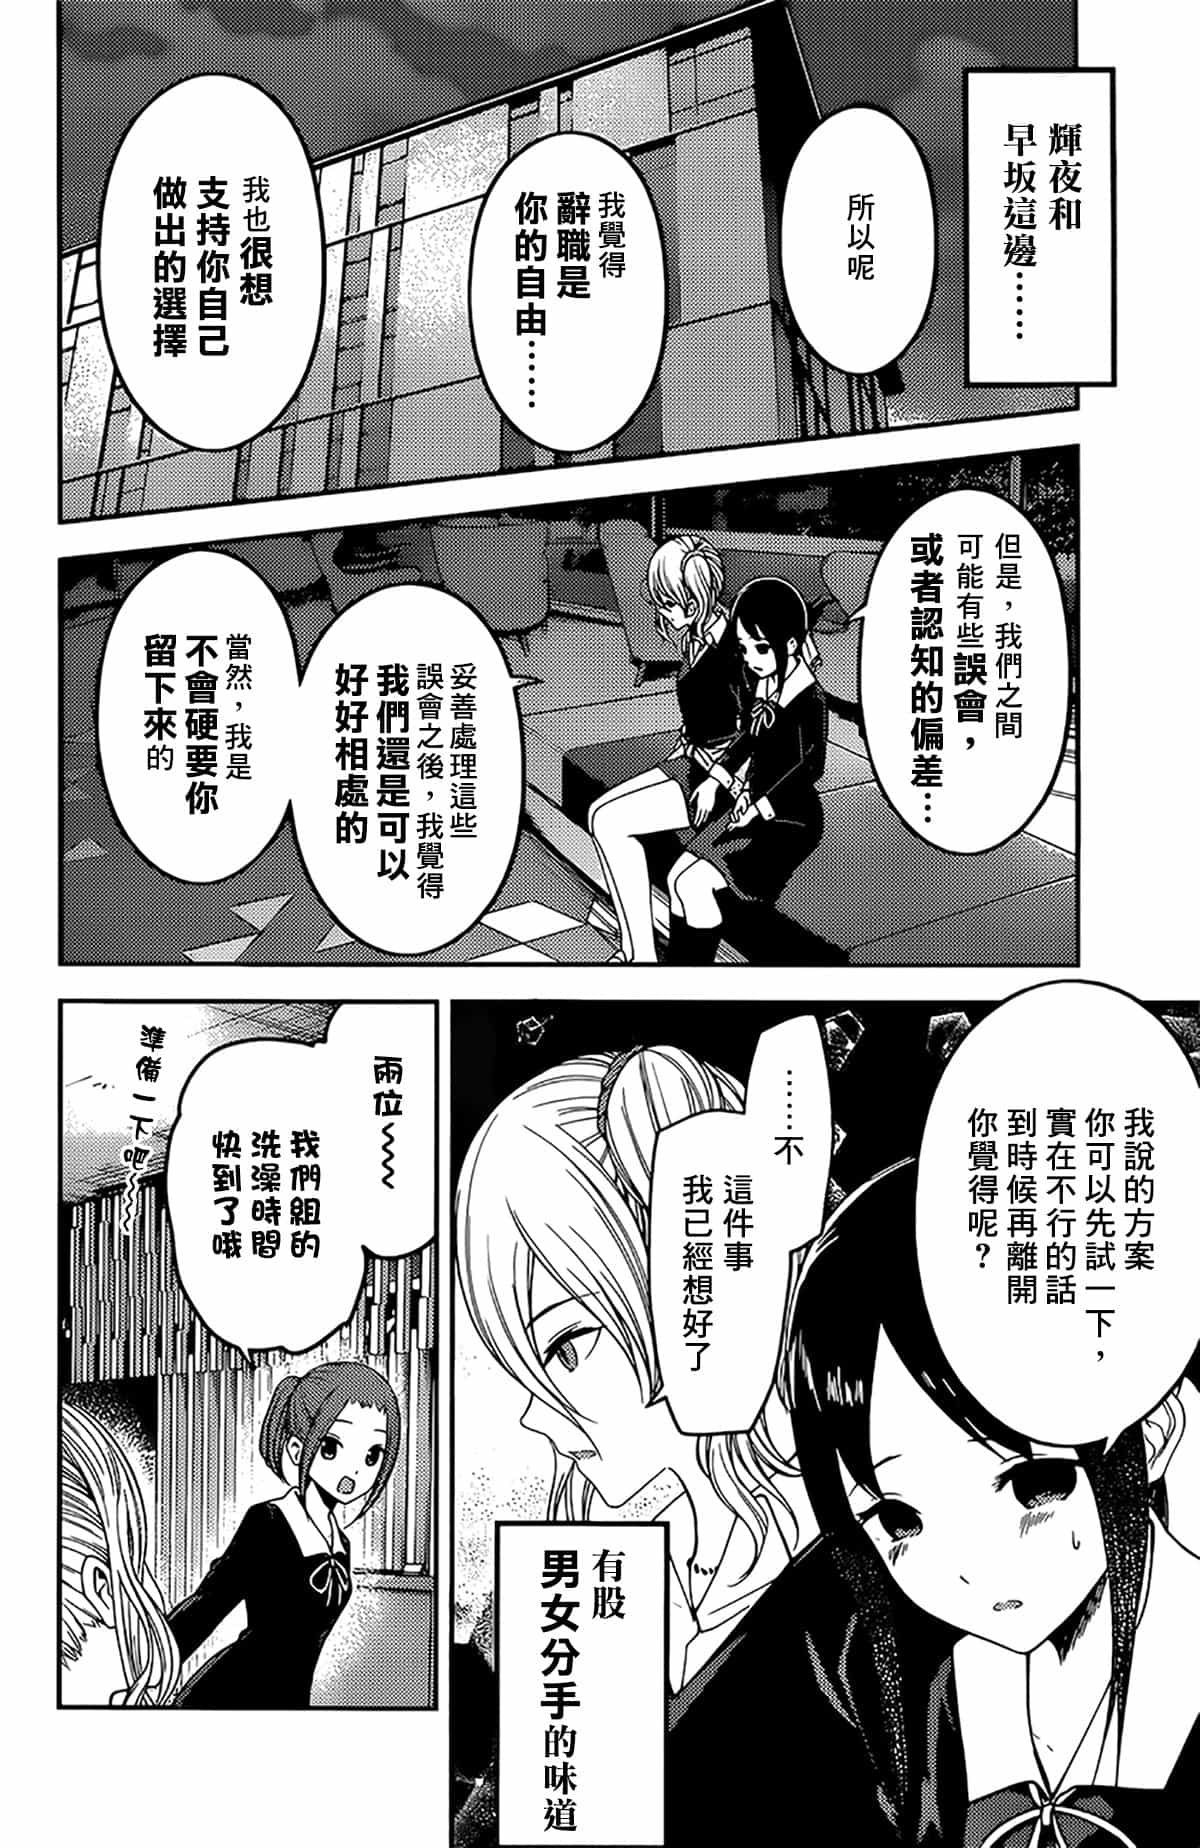 輝夜和
早坂這邊……
所以呢
我覺得
辭職是
你的自由……
我也很想
支持你自己
做出的選擇
但是，我們之間
可能有些誤會，
或者認知的偏差…
妥善處理這些
誤會之後，我覺得
我們還是可以
好好相處的
當然，我是
不會硬要你
留下來的
我說的方案
你可以先試一下，
實在不行的話
到時候再離開
你覺得呢？
……不
這件事
我已經想好了
有股
男女分手的味道
兩位～～
我們組的
洗澡時間
快到了哦
準備一下吧～